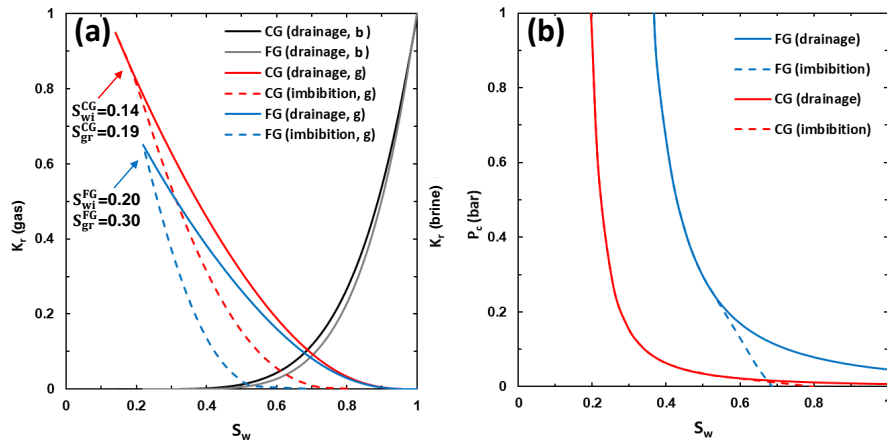 (a)
CG (drainage, b)
FG (drainage, b)
CG (drainage, g)
CG (imbibition, g)
FG (drainage, g)
FG (imbibition, g)
S_wi^CG=0.14
S_gr^CG=0.19
S_wi^FG=0.20
S_gr^FG=0.30
K_r (gas)
1
0.8
0.6
0.4
0.2
0
0 0.2 0.4 0.6 0.8 1
S_w
K_r (brine)
(b)
FG (drainage)
FG (imbibition)
CG (drainage)
CG (imbibition)
P_c (bar)
1
0.8
0.6
0.4
0.2
0
0 0.2 0.4 0.6 0.8 1
S_w